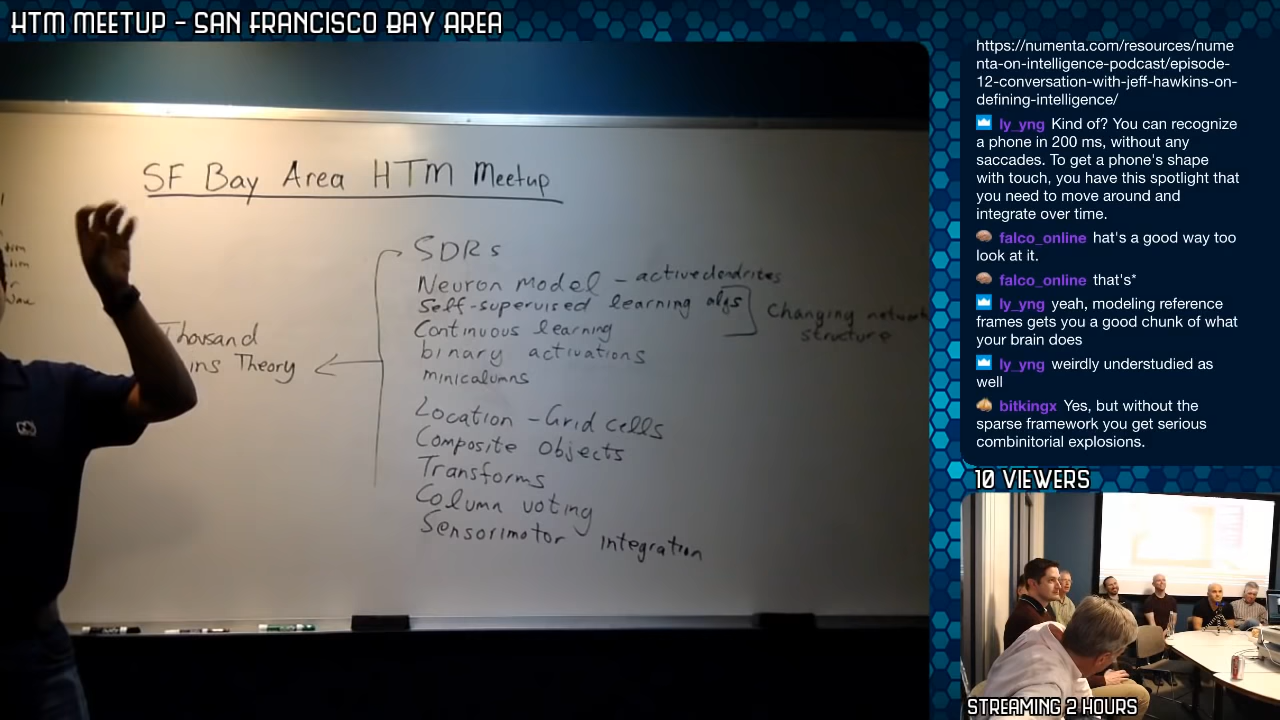 HTM MEETUP - SAN FRANCISCO BAY AREA
SF Bay Area HTM Meetup
SDRs
Neuron model - active dendrites
Self-supervised learning algs
Continuous learning
Changing network
structure
binary activations
minicalumns
Thousand
ins Theory
Location - Grid cells
Composite Objects
Transforms
Column voting
Sensorimotor integration
https://numenta.com/resources/nume
nta-on-intelligence-podcast/episode-
12-conversation-with-jeff-hawkins-on-
defining-intelligence/
ly_yng Kind of? You can recognize
a phone in 200 ms, without any
saccades. To get a phone's shape
with touch, you have this spotlight that
you need to move around and
integrate over time.
falco_online hat's a good way too
look at it.
falco_online that's*
ly_yng yeah, modeling reference
frames gets you a good chunk of what
your brain does
ly_yng weirdly understudied as
well
bitkingx Yes, but without the
sparse framework you get serious
combinitorial explosions.
10 VIEWERS
STREAMING 2 HOURS